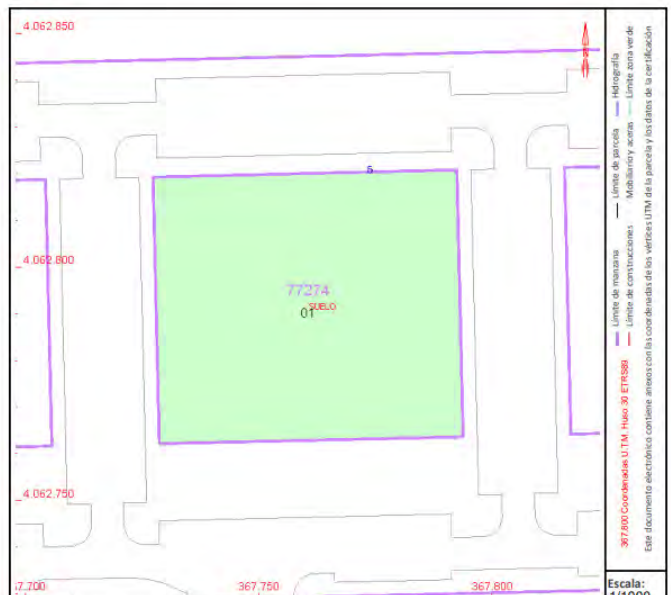 4.062.850
5
4.062.800
77274
SUELO
01
4.062.750
367.750
367.800
Límite de manzana
Límite de parcela
Hidrografía
Límite de construcciones
Mobiliario y aceras
Límite zona verde
367.800 Coordenadas U.T.M. Huso 30 ETRS89
Este documento electrónico contiene anexos con las coordenadas de los vértices UTM de la parcela y los datos de la certificación
Escala: